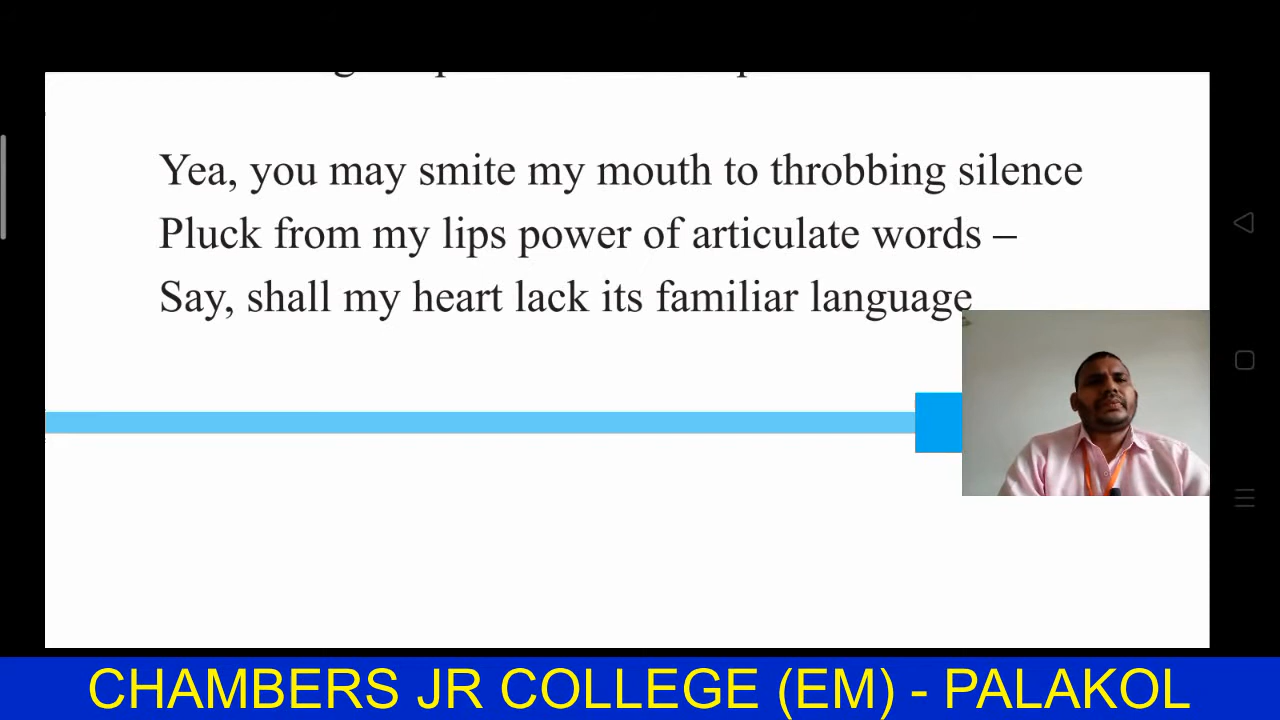 Yea, you may smite my mouth to throbbing silence
Pluck from my lips power of articulate words –
Say, shall my heart lack its familiar language
CHAMBERS JR COLLEGE (EM) - PALAKOL